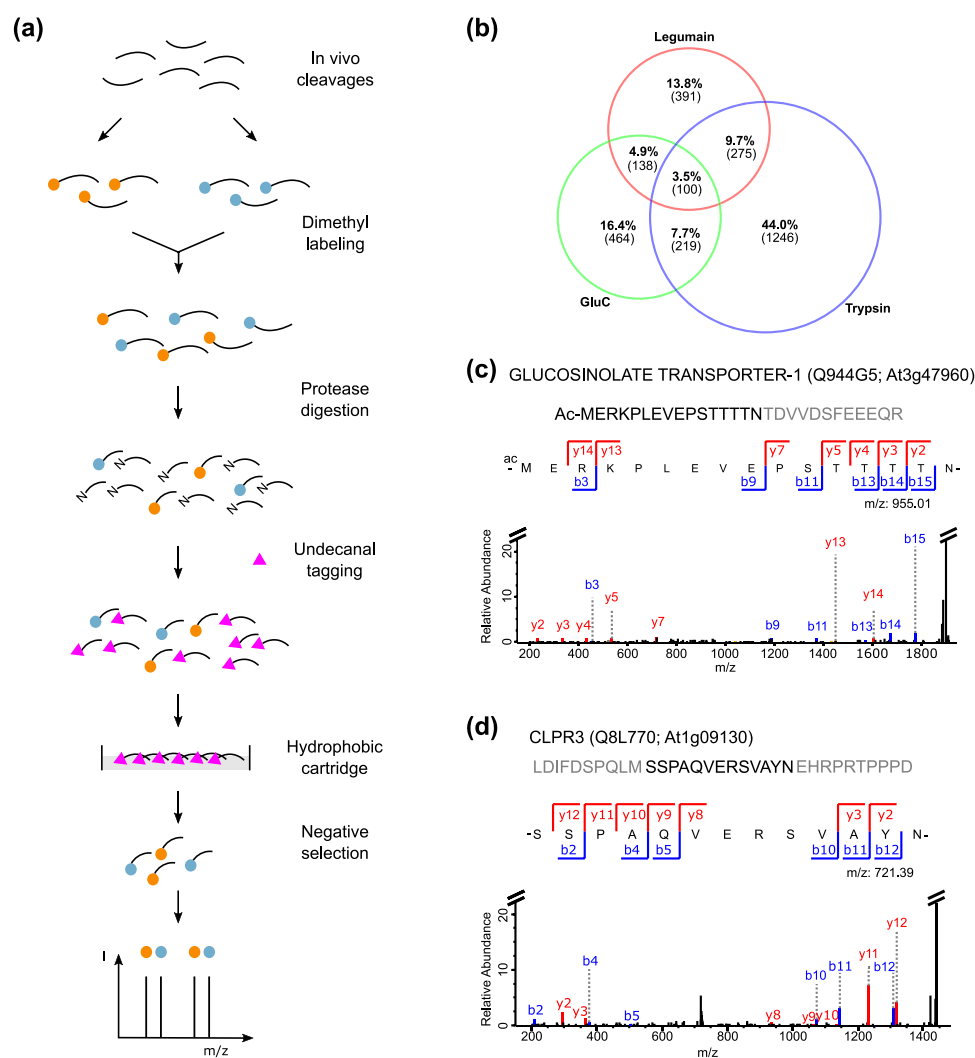 (a)
In vivo
cleavages
Dimethyl
labeling
Protease
digestion
N N N N N
N N N N
Undecanal
tagging
Hydrophobic
cartridge
Negative
selection
I
m/z
(b)
Legumain
13.8%
(391)
4.9%
(138)
9.7%
(275)
3.5%
(100)
16.4%
(464)
7.7%
(219)
44.0%
(1246)
GluC
Trypsin
(c)
GLUCOSINOLATE TRANSPORTER-1 (Q944G5; At3g47960)
Ac-MERKPLEVEPSTTTTNTDVVDSFEEEQR
y14 y13 y7 y5 y4 y3 y2
ac
- M E R K P L E V E P S T T T T N-
b3 b9 b11 b13 b14 b15
m/z: 955.01
Relative Abundance
20
10
0
y2 y3 y4 b3 y5 y7 b9 b11 y13 b13 y14 b14 b15
200 400 600 800 1000 1200 1400 1600 1800
m/z
(d)
CLPR3 (Q8L770; At1g09130)
LDIFDSPQLMSSPAQVERSVAYNEHRPRTPPPD
y12 y11 y10 y9 y8 y3 y2
-S S P A Q V E R S V A Y N-
b2 b4 b5 b10 b11 b12
m/z: 721.39
Relative Abundance
20
10
0
b2 y2 y3 b4 b5 y8 y9 b10 y10 b11 y11 b12 y12
200 400 600 800 1000 1200 1400
m/z